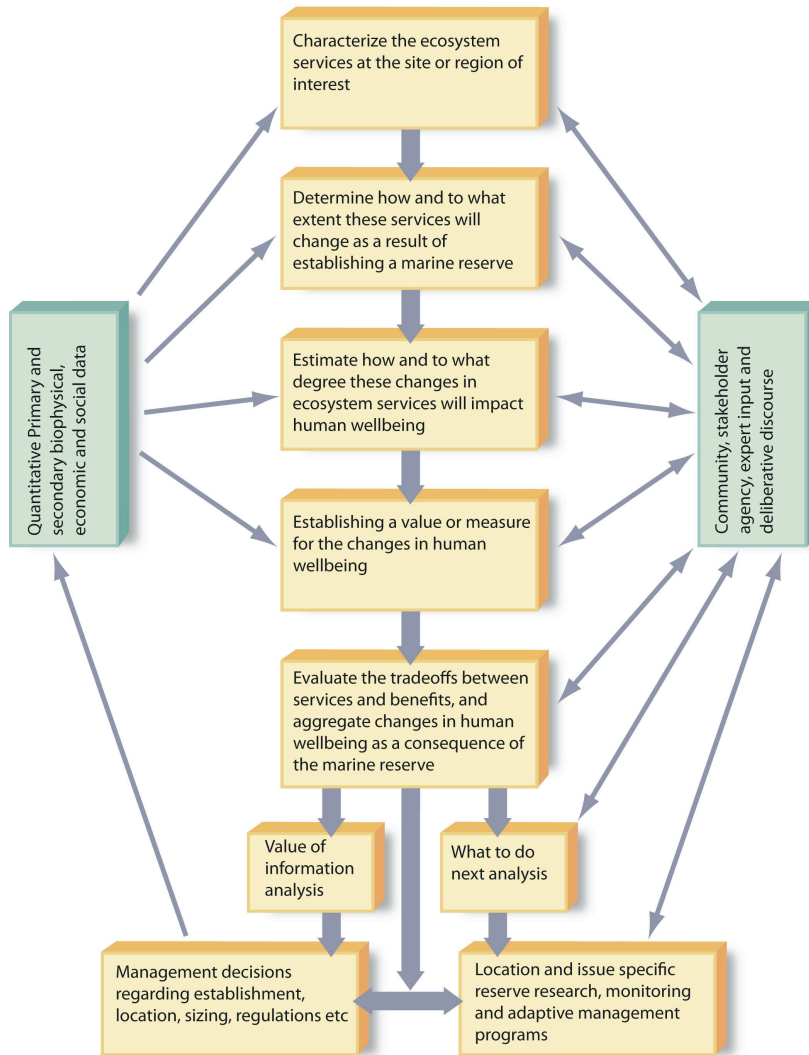 Characterize the ecosystem
services at the site or region of
interest
Determine how and to what
extent these services will
change as a result of
establishing a marine reserve
Quantitative Primary and
secondary biophysical,
economic and social data
Estimate how and to what
degree these changes in
ecosystem services will impact
human wellbeing
Community, stakeholder
agency, expert input and
deliberative discourse
Establishing a value or measure
for the changes in human
wellbeing
Evaluate the tradeoffs between
services and benefits, and
aggregate changes in human
wellbeing as a consequence of
the marine reserve
Value of
information
analysis
What to do
next analysis
Management decisions
regarding establishment,
location, sizing, regulations etc
Location and issue specific
reserve research, monitoring
and adaptive management
programs